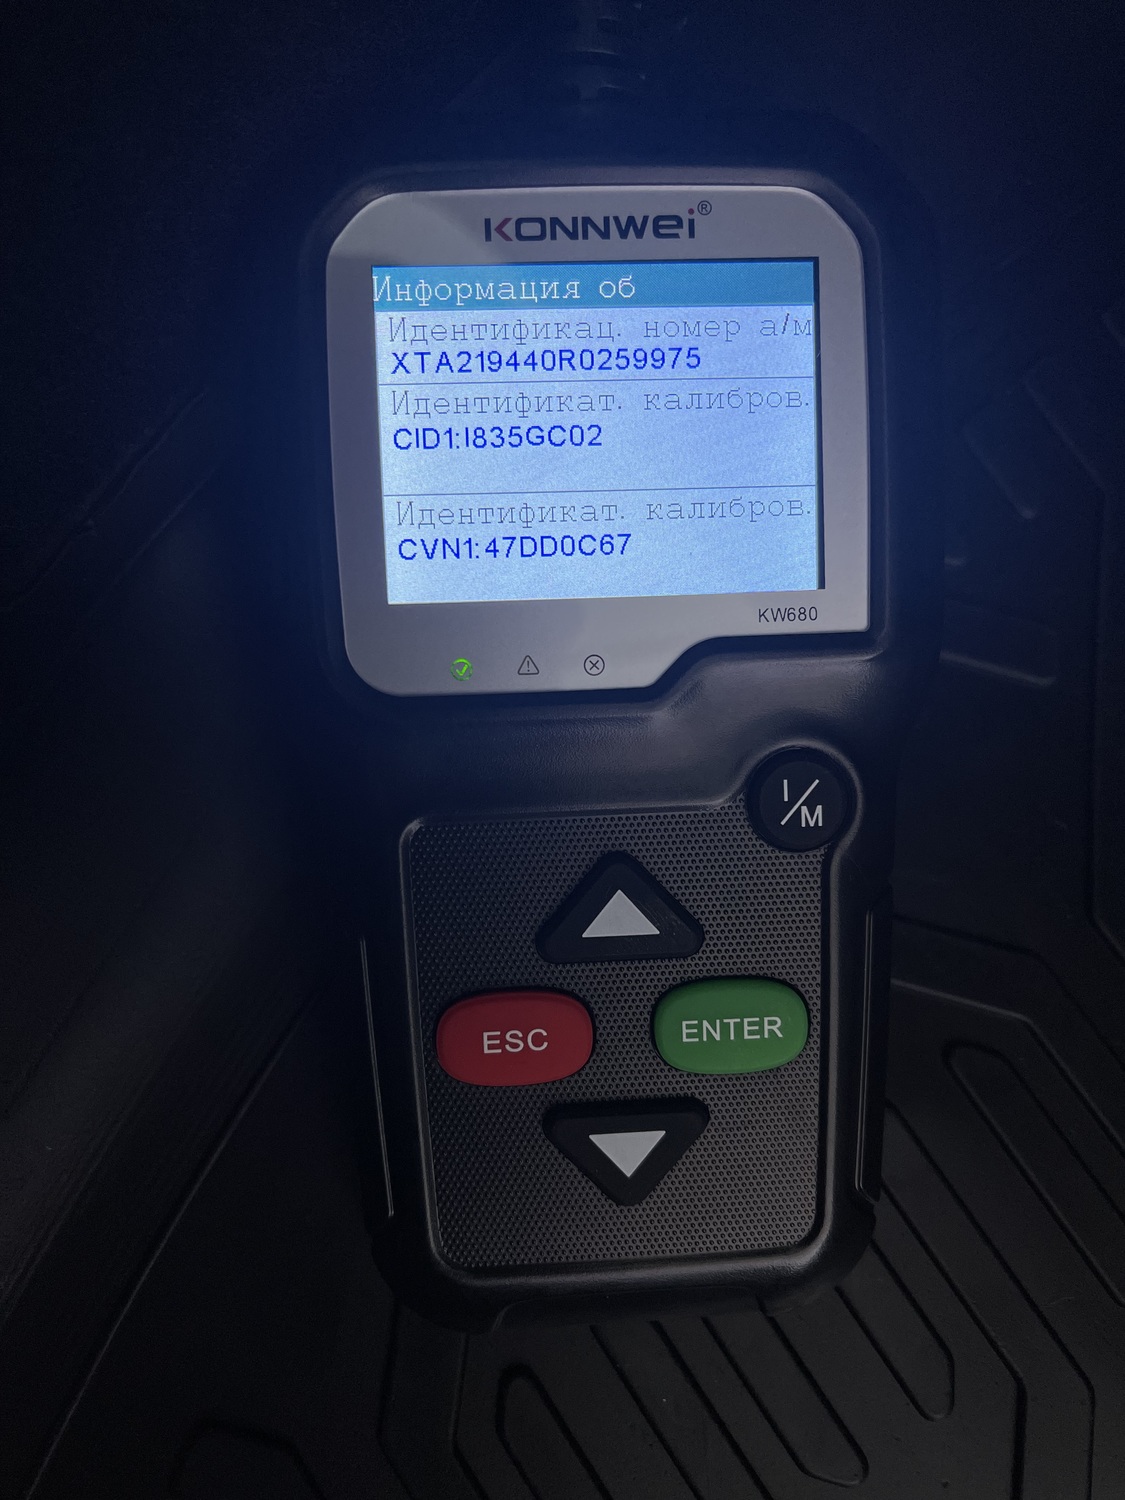 KONNWei®
Информация об
Идентификац. номер а/м
XTA219440R0259975
Идентификат. калибров.
CID1:I835GC02
Идентификат. калибров.
CVN1:47DD0C67
KW680
I/M
ESC
ENTER